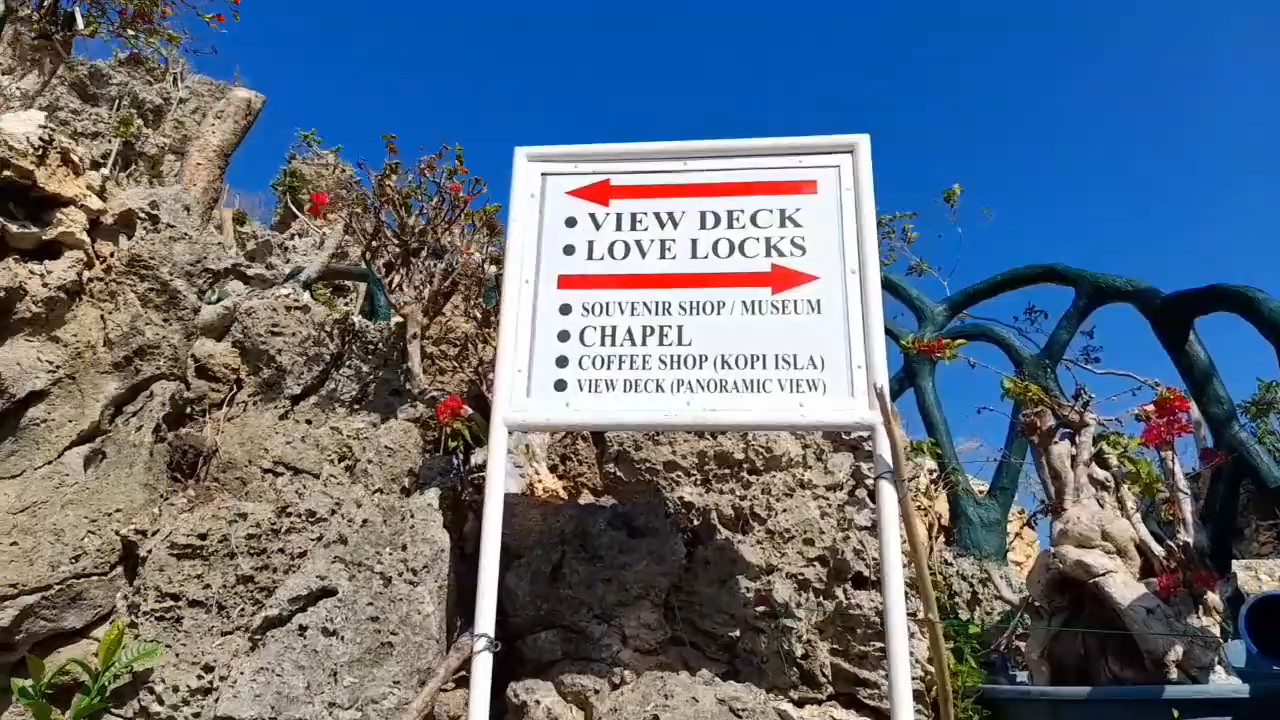 • VIEW DECK
• LOVE LOCKS
• SOUVENIR SHOP / MUSEUM
• CHAPEL
• COFFEE SHOP (KOPI ISLA)
• VIEW DECK (PANORAMIC VIEW)